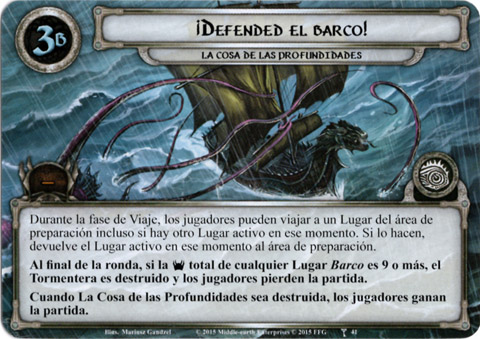 3B
¡Defended el barco!
La Cosa de las Profundidades
–
Durante la fase de Viaje, los jugadores pueden viajar a un Lugar del área de
preparación incluso si hay otro Lugar activo en ese momento. Si lo hacen,
devuelve el Lugar activo en ese momento al área de preparación.
Al final de la ronda, si la total de cualquier Lugar Barco es 9 o más, el
Tormentera es destruido y los jugadores pierden la partida.
Cuando La Cosa de las Profundidades sea destruida, los jugadores ganan
la partida.
Ilus. Mariusz Gandzel © 2015 Middle-earth Enterprises © 2015 FFG 41